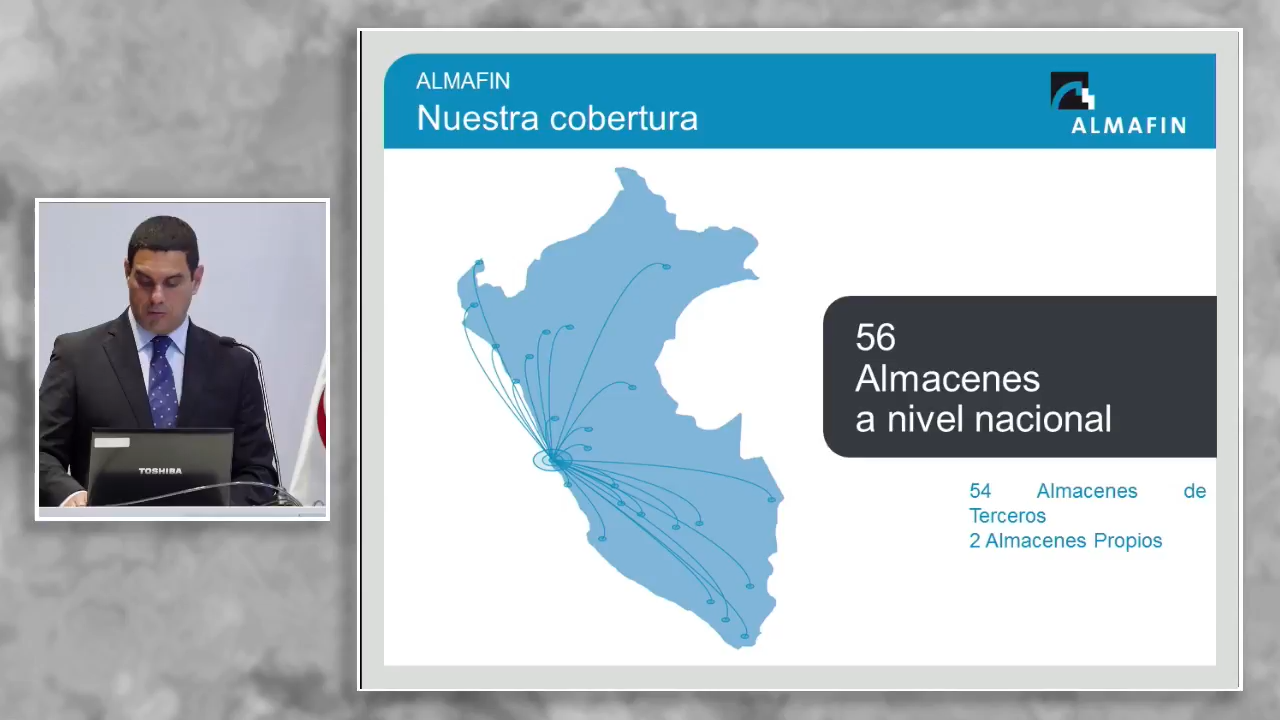 ALMAFIN
Nuestra cobertura
ALMAFIN
56
Almacenes
a nivel nacional
54 Almacenes de
Terceros
2 Almacenes Propios
TOSHIBA